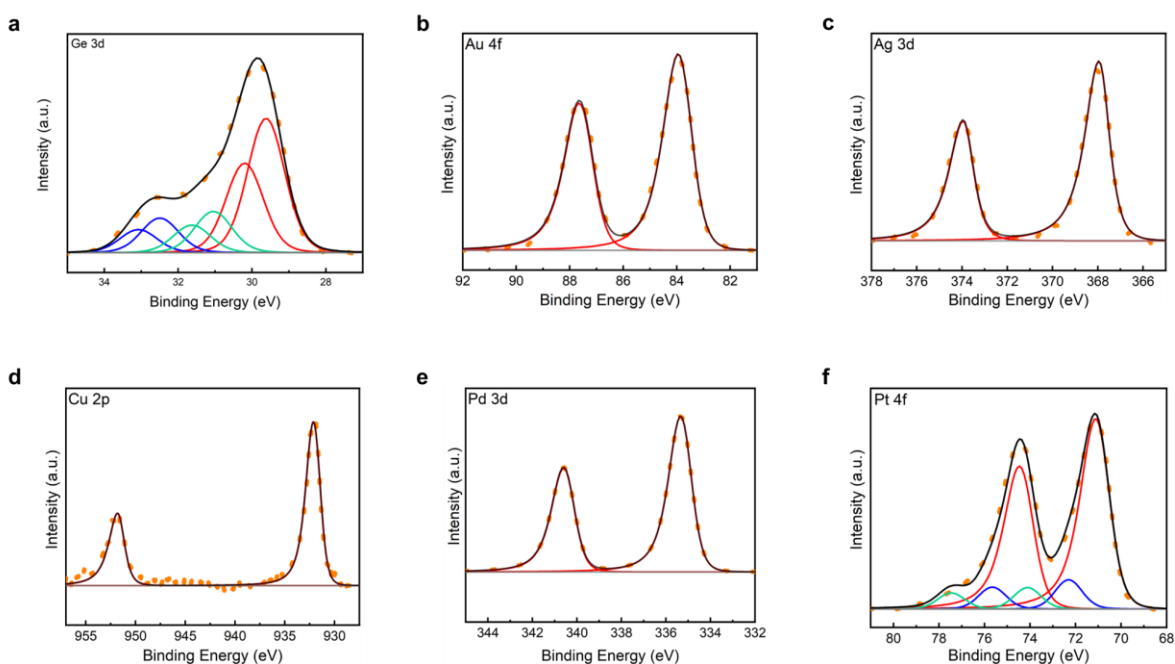 a
Ge 3d
Intensity (a.u.)
34 32 30 28
Binding Energy (eV)
b
Au 4f
Intensity (a.u.)
92 90 88 86 84 82
Binding Energy (eV)
c
Ag 3d
Intensity (a.u.)
378 376 374 372 370 368 366
Binding Energy (eV)
d
Cu 2p
Intensity (a.u.)
955 950 945 940 935 930
Binding Energy (eV)
e
Pd 3d
Intensity (a.u.)
344 342 340 338 336 334 332
Binding Energy (eV)
f
Pt 4f
Intensity (a.u.)
80 78 76 74 72 70 68
Binding Energy (eV)